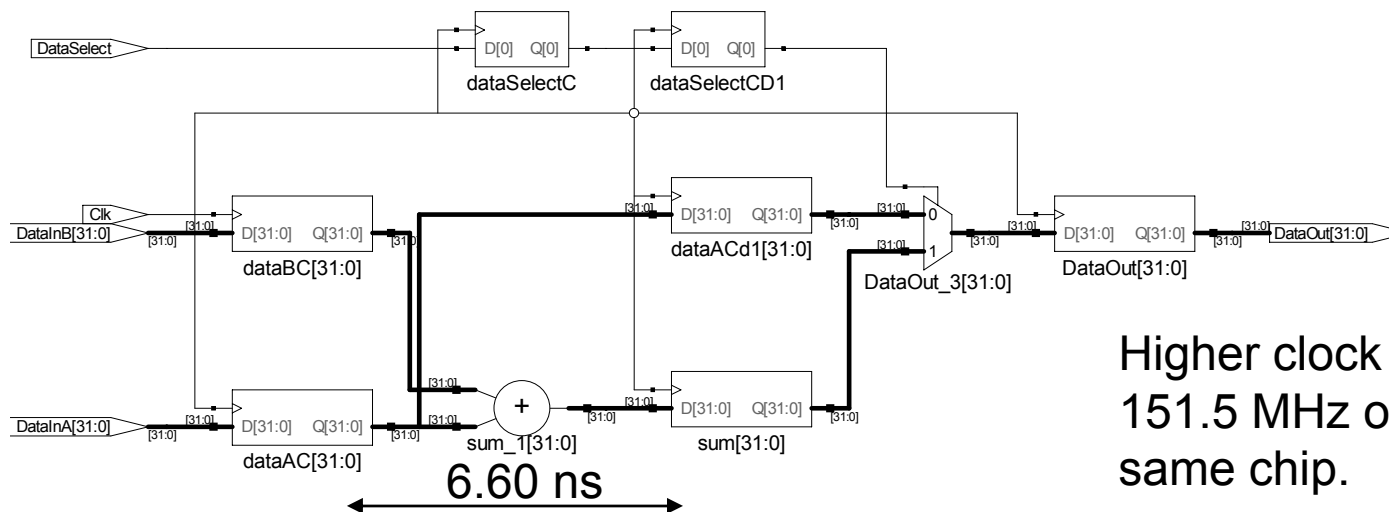 DataSelect
D[0] Q[0]
dataSelectC
D[0] Q[0]
dataSelectCD1
Clk
DataInB[31:0]
[31:0]
[31:0]
D[31:0] Q[31:0]
[31:0]
dataBC[31:0]
[31:0]
D[31:0] Q[31:0]
[31:0]
dataACd1[31:0]
[31:0]
0
[31:0]
1
[31:0]
DataOut_3[31:0]
[31:0]
D[31:0] Q[31:0]
[31:0]
DataOut[31:0]
DataOut[31:0]
DataInA[31:0]
[31:0]
[31:0]
D[31:0] Q[31:0]
dataAC[31:0]
[31:0]
[31:0]
+
sum_1[31:0]
[31:0]
[31:0]
D[31:0] Q[31:0]
[31:0]
sum[31:0]
6.60 ns
Higher clock
151.5 MHz o
same chip.